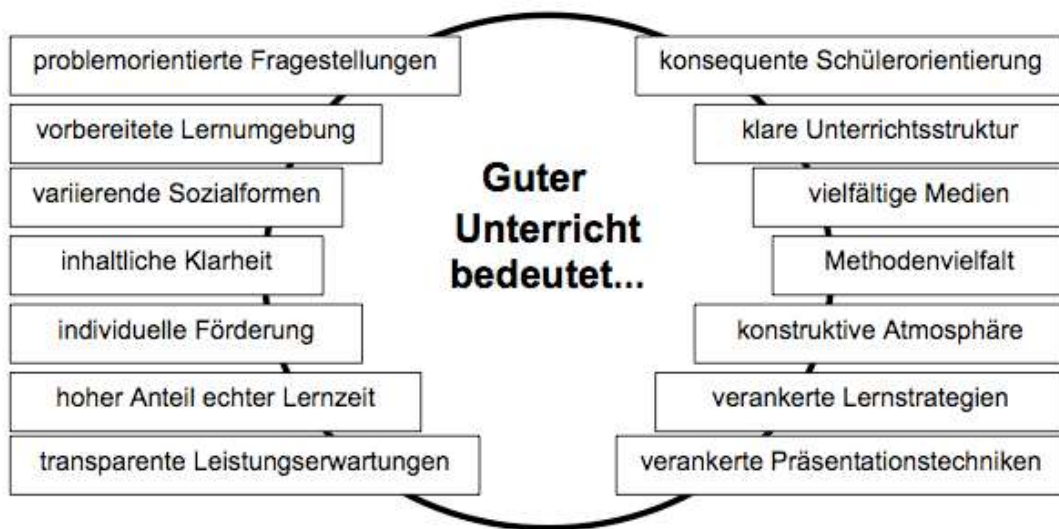 problemorientierte Fragestellungen
vorbereitete Lernumgebung
variierende Sozialformen
inhaltliche Klarheit
individuelle Förderung
hoher Anteil echter Lernzeit
transparente Leistungserwartungen
Guter
Unterricht
bedeutet...
konsequente Schülerorientierung
klare Unterrichtsstruktur
vielfältige Medien
Methodenvielfalt
konstruktive Atmosphäre
verankerte Lernstrategien
verankerte Präsentationstechniken